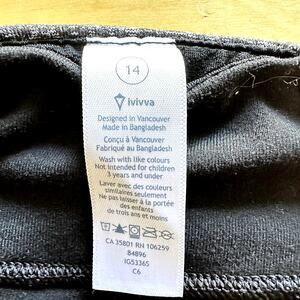 14
ivivva
Designed in Vancouver
Made in Bangladesh
Conçu à Vancouver
Fabriqué au Bangladesh
Wash with like colours
Not intended for children
3 years and under
Laver avec des couleurs
similaires seulement
Ne pas laisser à la portée
des enfants
de trois ans et moins
CA 35801 RN 106259
84896
IG5336S
C6